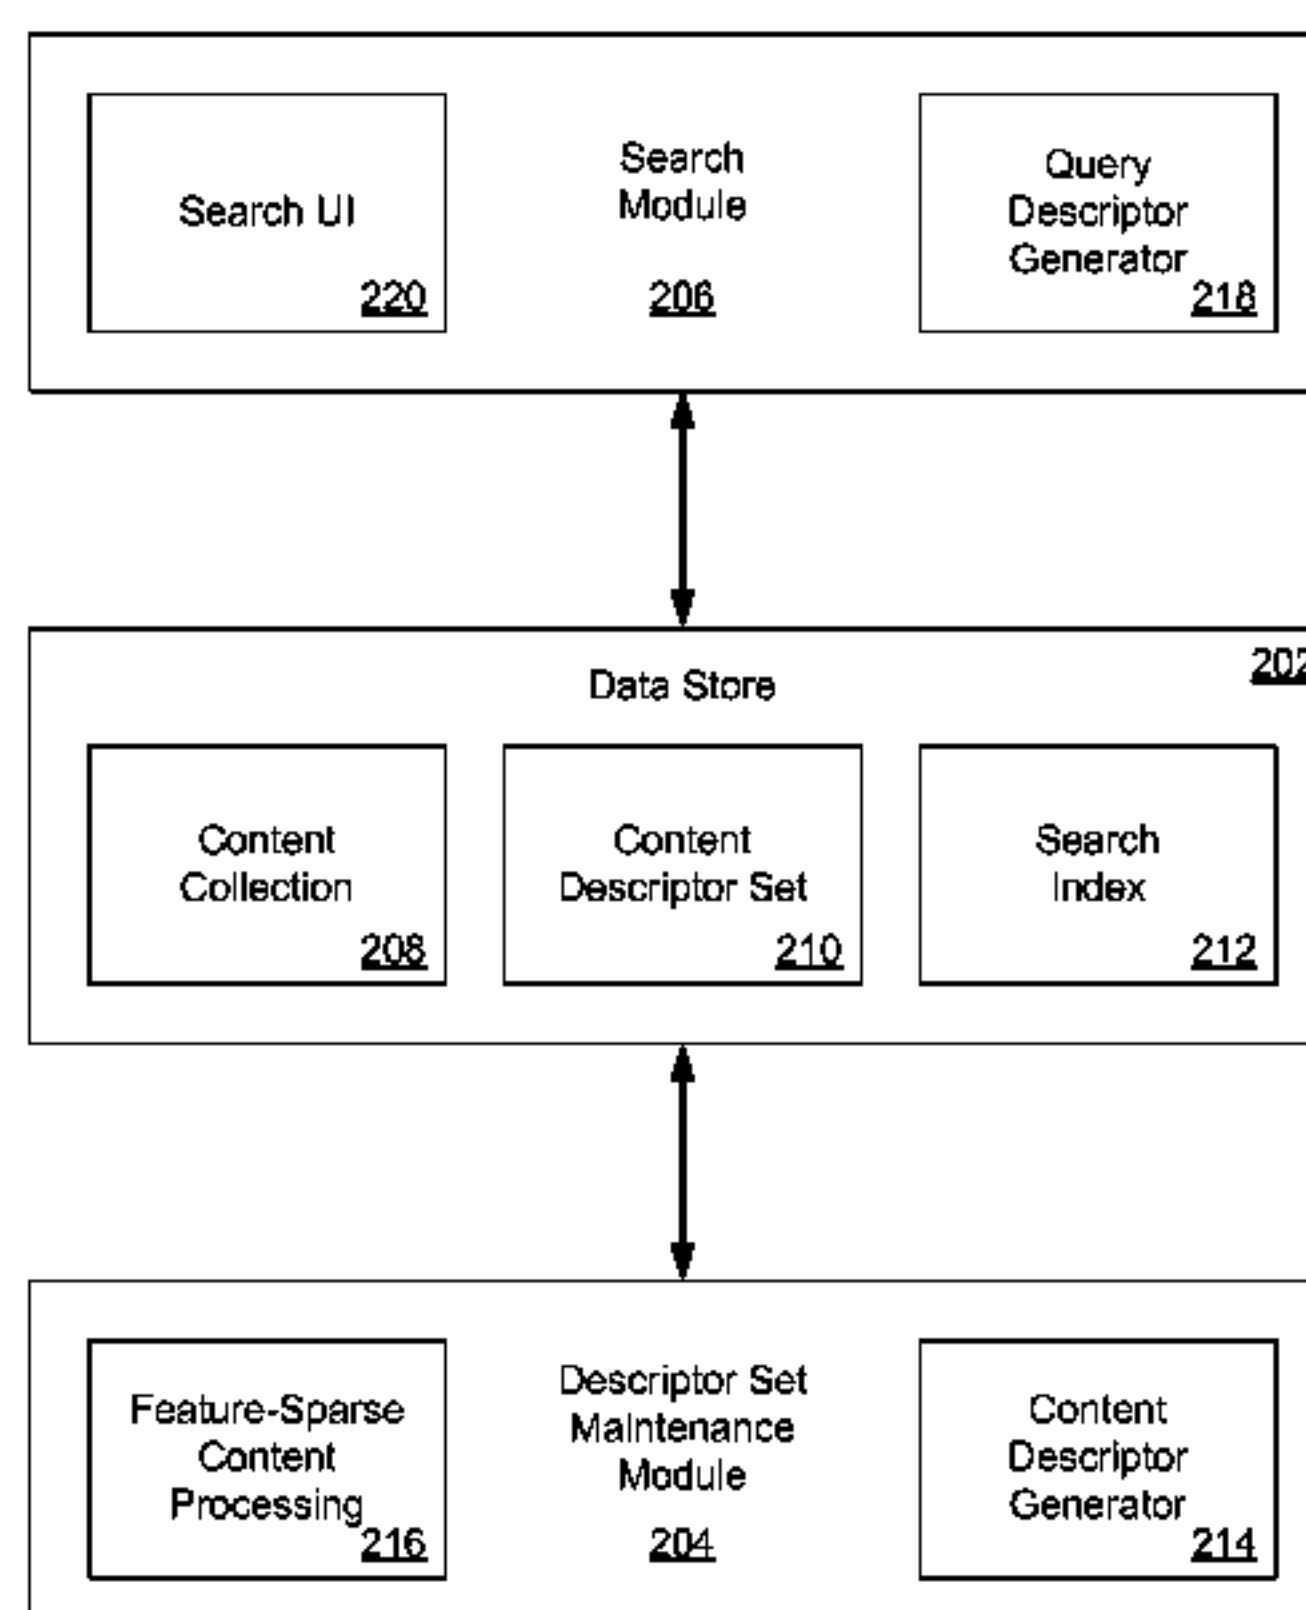 Search UI
220
Search
Module
206
Query
Descriptor
Generator
218
Data Store
202
Content
Collection
208
Content
Descriptor Set
210
Search
Index
212
Feature-Sparse
Content
Processing
216
Descriptor Set
Maintenance
Module
204
Content
Descriptor
Generator
214